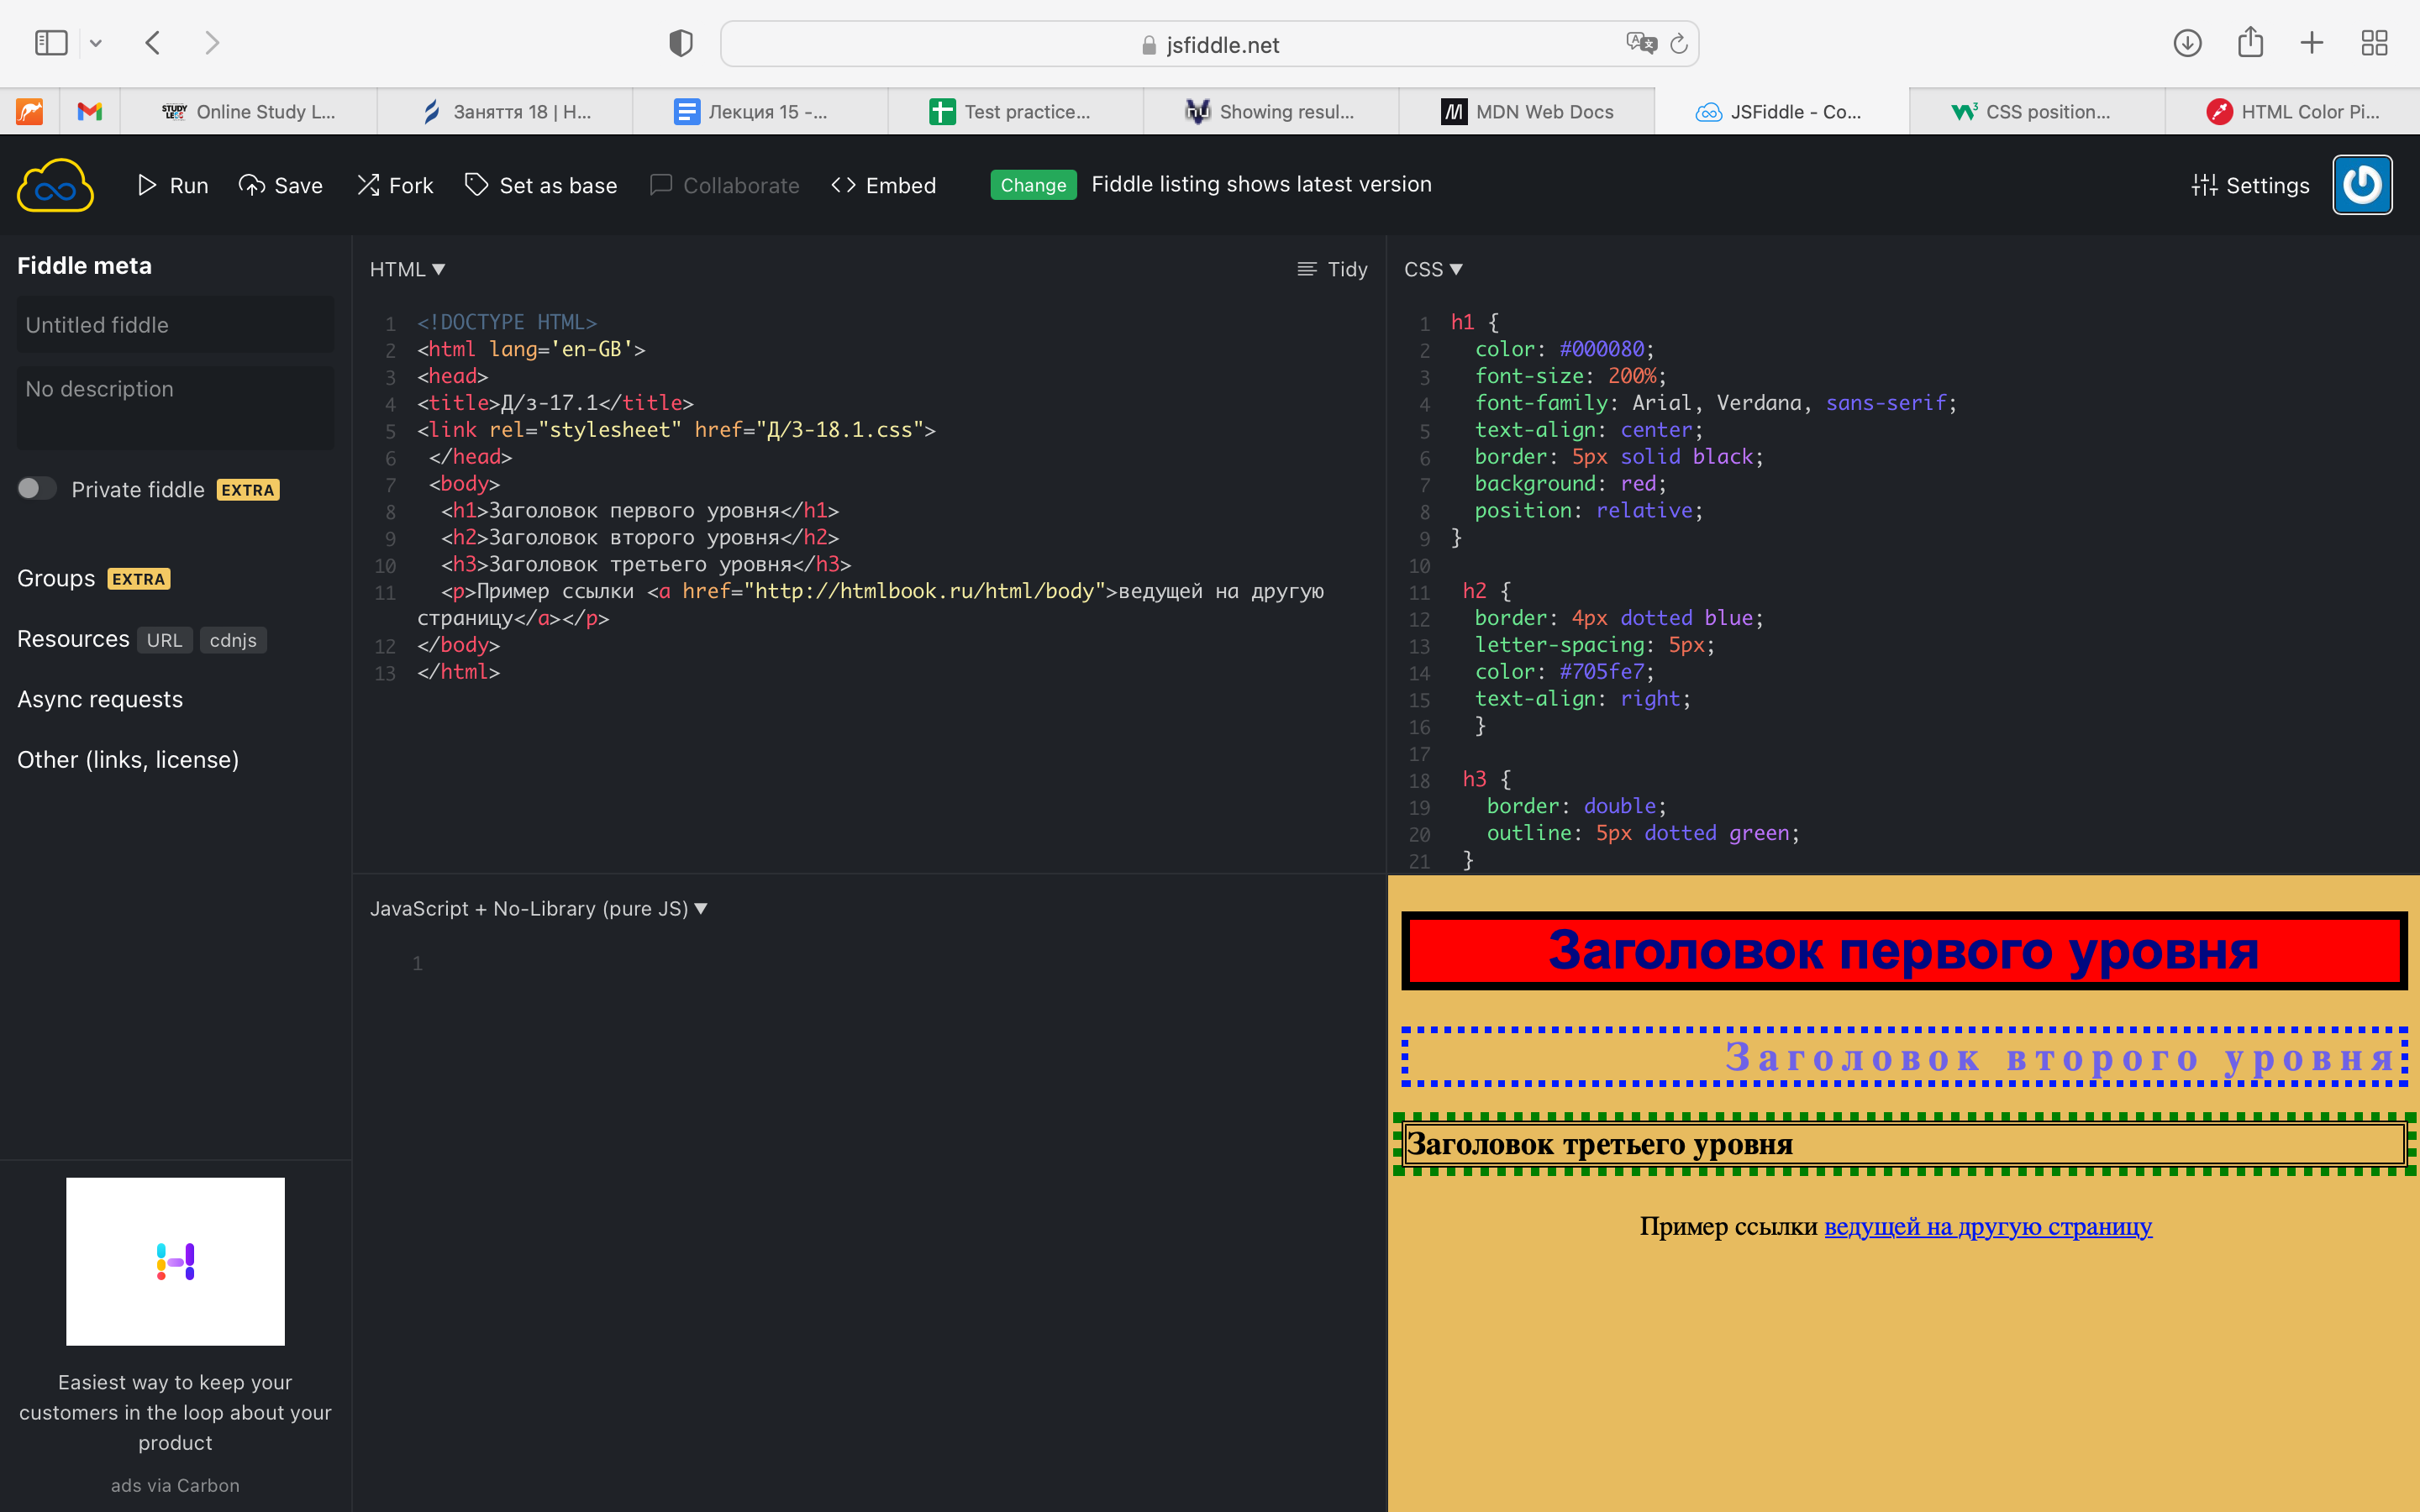 jsfiddle.net
Online Study L...
Заняття 18 | Н...
Лекция 15 -...
Test practice...
Showing resul...
MDN Web Docs
JSFiddle - Co...
CSS position...
HTML Color Pi...
Run
Save
Fork
Set as base
Collaborate
Embed
Change
Fiddle listing shows latest version
Settings
Fiddle meta
Untitled fiddle
No description
Private fiddle EXTRA
Groups EXTRA
Resources URL cdnjs
Async requests
Other (links, license)
Easiest way to keep your
customers in the loop about your
product
ads via Carbon
HTML ▼
Tidy
1 <!DOCTYPE HTML>
2 <html lang='en-GB'>
3 <head>
4 <title>Д/з-17.1</title>
5 <link rel="stylesheet" href="Д/З-18.1.css">
6 </head>
7 <body>
8 <h1>Заголовок первого уровня</h1>
9 <h2>Заголовок второго уровня</h2>
10 <h3>Заголовок третьего уровня</h3>
11 <p>Пример ссылки <a href="http://htmlbook.ru/html/body">ведущей на другую
страницу</a></p>
12 </body>
13 </html>
CSS ▼
1 h1 {
2 color: #000080;
3 font-size: 200%;
4 font-family: Arial, Verdana, sans-serif;
5 text-align: center;
6 border: 5px solid black;
7 background: red;
8 position: relative;
9 }
10
11 h2 {
12 border: 4px dotted blue;
13 letter-spacing: 5px;
14 color: #705fe7;
15 text-align: right;
16 }
17
18 h3 {
19 border: double;
20 outline: 5px dotted green;
21 }
JavaScript + No-Library (pure JS) ▼
1
Заголовок первого уровня
Заголовок второго уровня
Заголовок третьего уровня
Пример ссылки ведущей на другую страницу